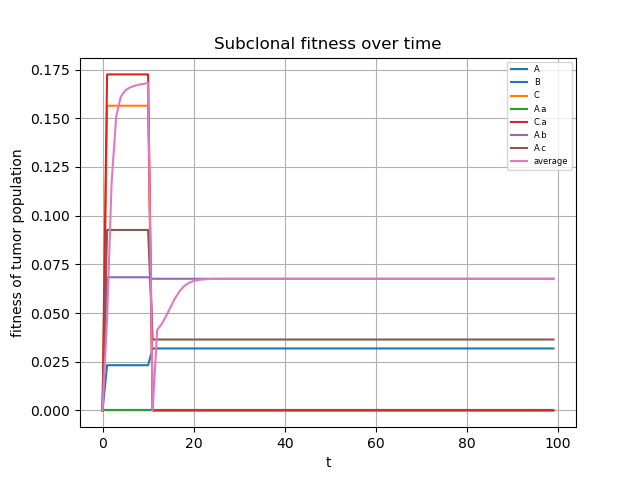 Subclonal fitness over time
fitness of tumor population
0.175
0.150
0.125
0.100
0.075
0.050
0.025
0.000
0
20
40
60
80
100
t
A
B
C
A.a
C.a
A.b
A.c
average